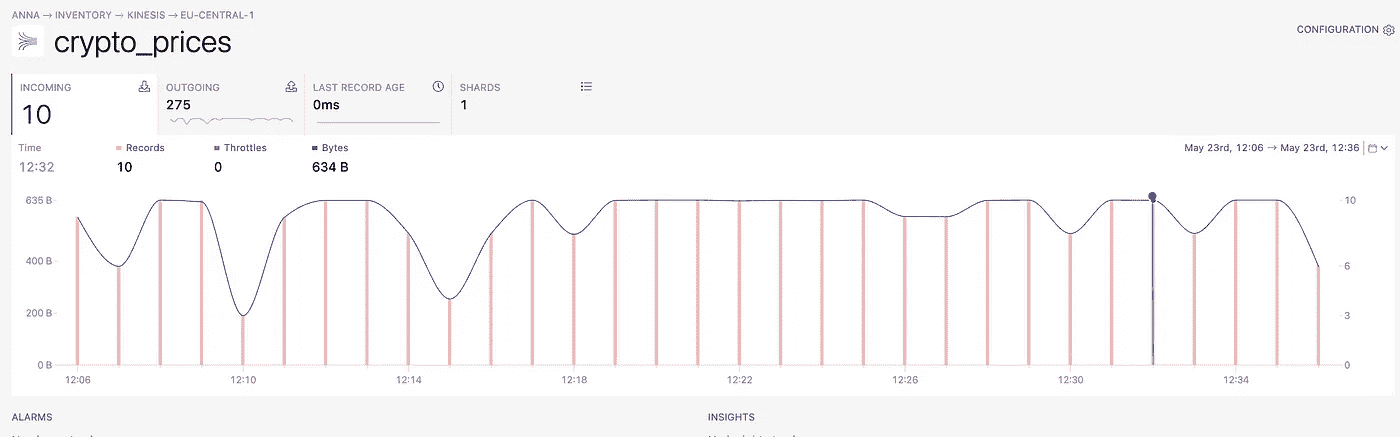 ANNA → INVENTORY → KINESIS → EU-CENTRAL-1
crypto_prices
CONFIGURATION
INCOMING
10
OUTGOING
275
LAST RECORD AGE
0ms
SHARDS
1
Time
12:32
Records
10
Throttles
0
Bytes
634 B
May 23rd, 12:06 → May 23rd, 12:36
635 B
400 B
200 B
0 B
10
6
3
0
12:06 12:10 12:14 12:18 12:22 12:26 12:30 12:34
ALARMS
INSIGHTS